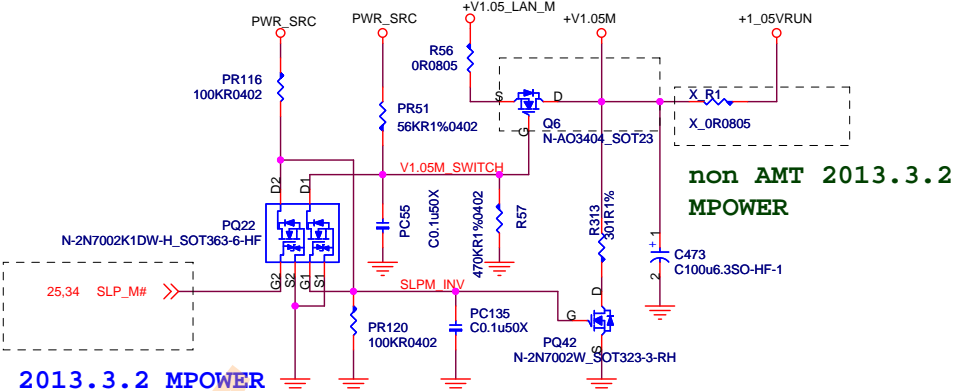 PWR_SRC
PWR_SRC
+V1.05_LAN_M
+V1.05M
+1_05VRUN
R56
0R0805
PR116
100KR0402
PR51
56KR1%0402
S
D
G
Q6
N-AO3404_SOT23
X_R1
X_0R0805
V1.05M_SWITCH
non AMT 2013.3.2
MPOWER
D2
D1
PQ22
N-2N7002K1DW-H_SOT363-6-HF
G2
S2
G1
S1
PC55
C0.1u50X
470KR1%0402
R57
R313
301R1%
+
1
2
C473
C100u6.3SO-HF-1
25,34 SLP_M#
SLPM_INV
PR120
100KR0402
PC135
C0.1u50X
D
G
S
PQ42
N-2N7002W_SOT323-3-RH
2013.3.2 MPOWER